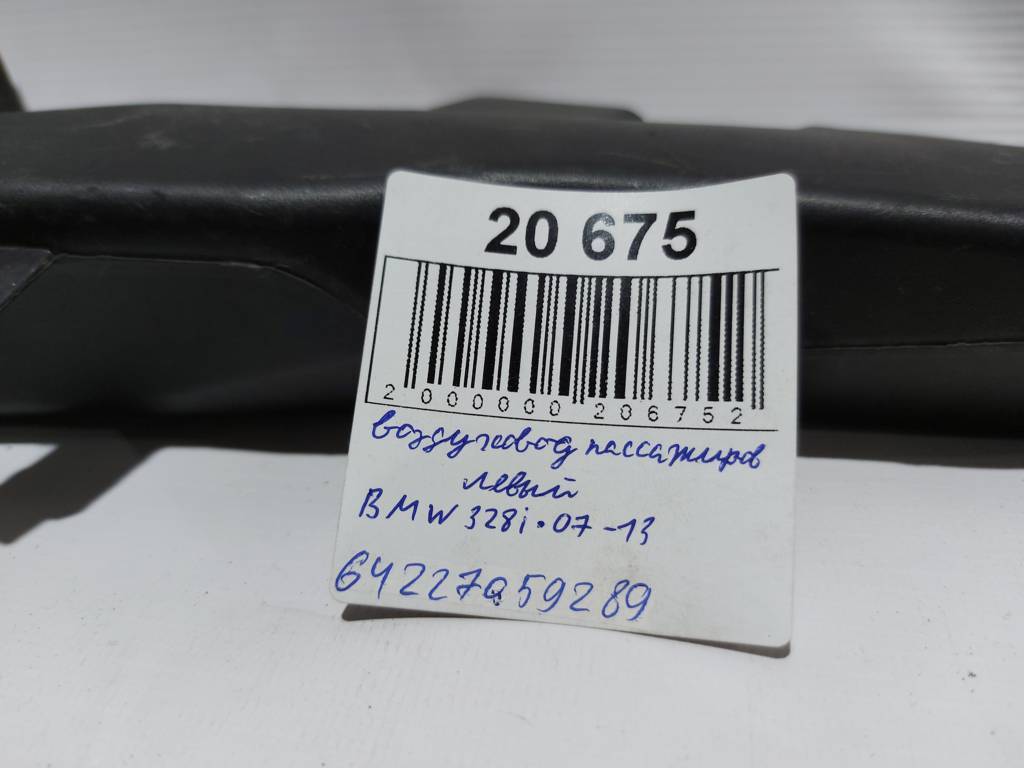 20 675
2 000000 206752
воздуховод пассажиров
левый
BMW 328i • 07-13
64227059289